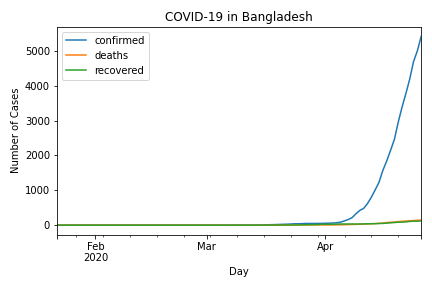 COVID-19 in Bangladesh
confirmed
deaths
recovered
Number of Cases
5000
4000
3000
2000
1000
0
Feb
2020
Mar
Apr
Day